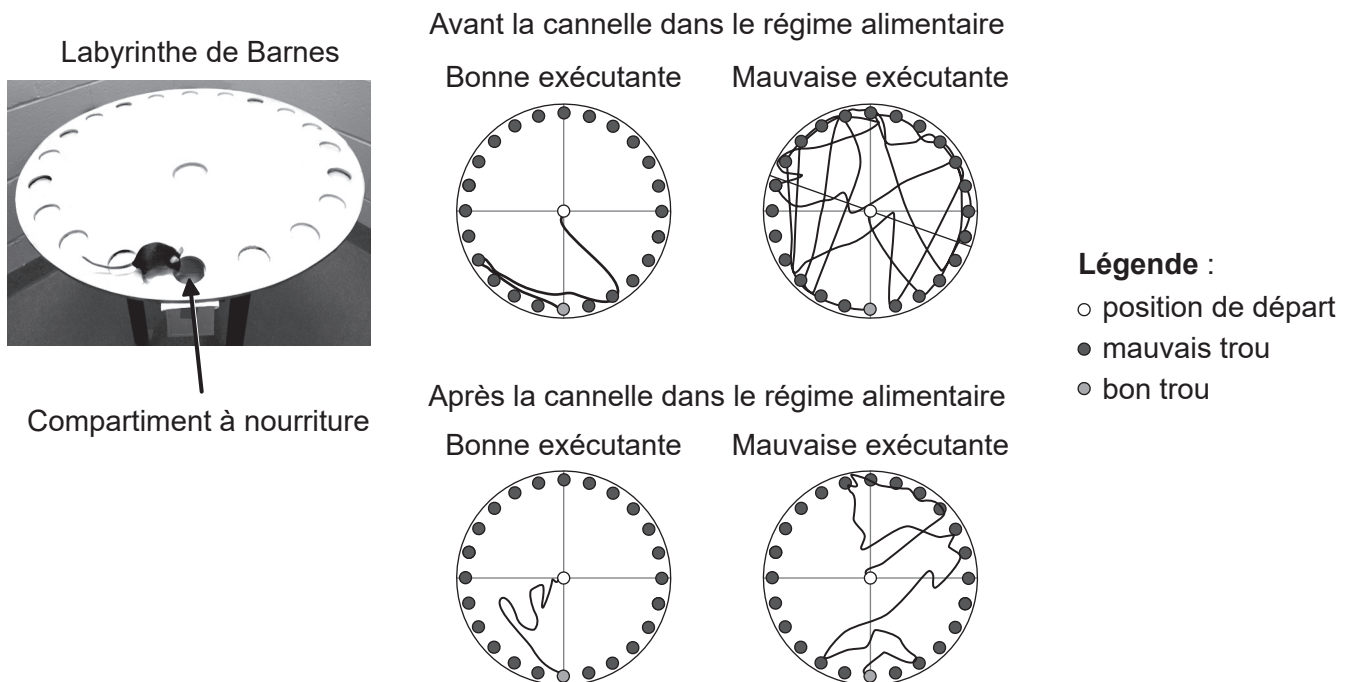 Labyrinthe de Barnes
Compartiment à nourriture
Avant la cannelle dans le régime alimentaire
Bonne exécutante
Mauvaise exécutante
Après la cannelle dans le régime alimentaire
Bonne exécutante
Mauvaise exécutante
Légende :
position de départ
mauvais trou
bon trou